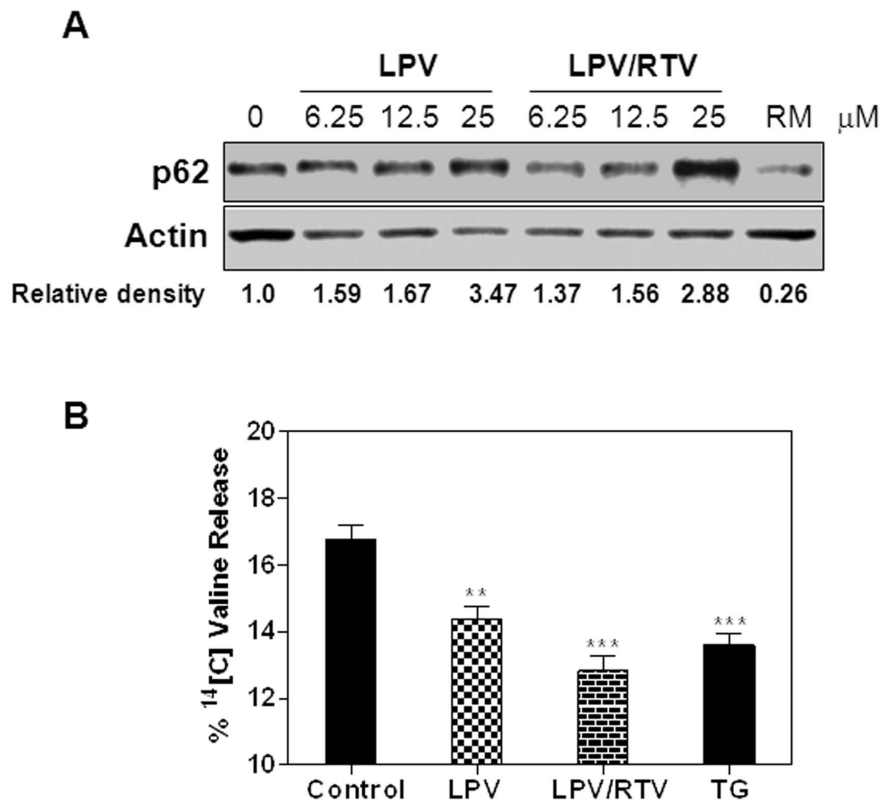 A
LPV LPV/RTV
0 6.25 12.5 25 6.25 12.5 25 RM μM
p62
Actin
Relative density 1.0 1.59 1.67 3.47 1.37 1.56 2.88 0.26
B
% ¹⁴[C] Valine Release
20
18
16
14
12
10
**
***
***
Control LPV LPV/RTV TG